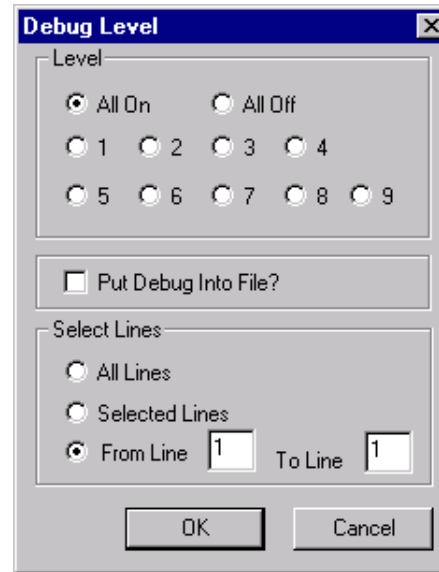 Debug Level
Level
All On All Off
1 2 3 4
5 6 7 8 9
Put Debug Into File?
Select Lines
All Lines
Selected Lines
From Line 1 To Line 1
OK Cancel